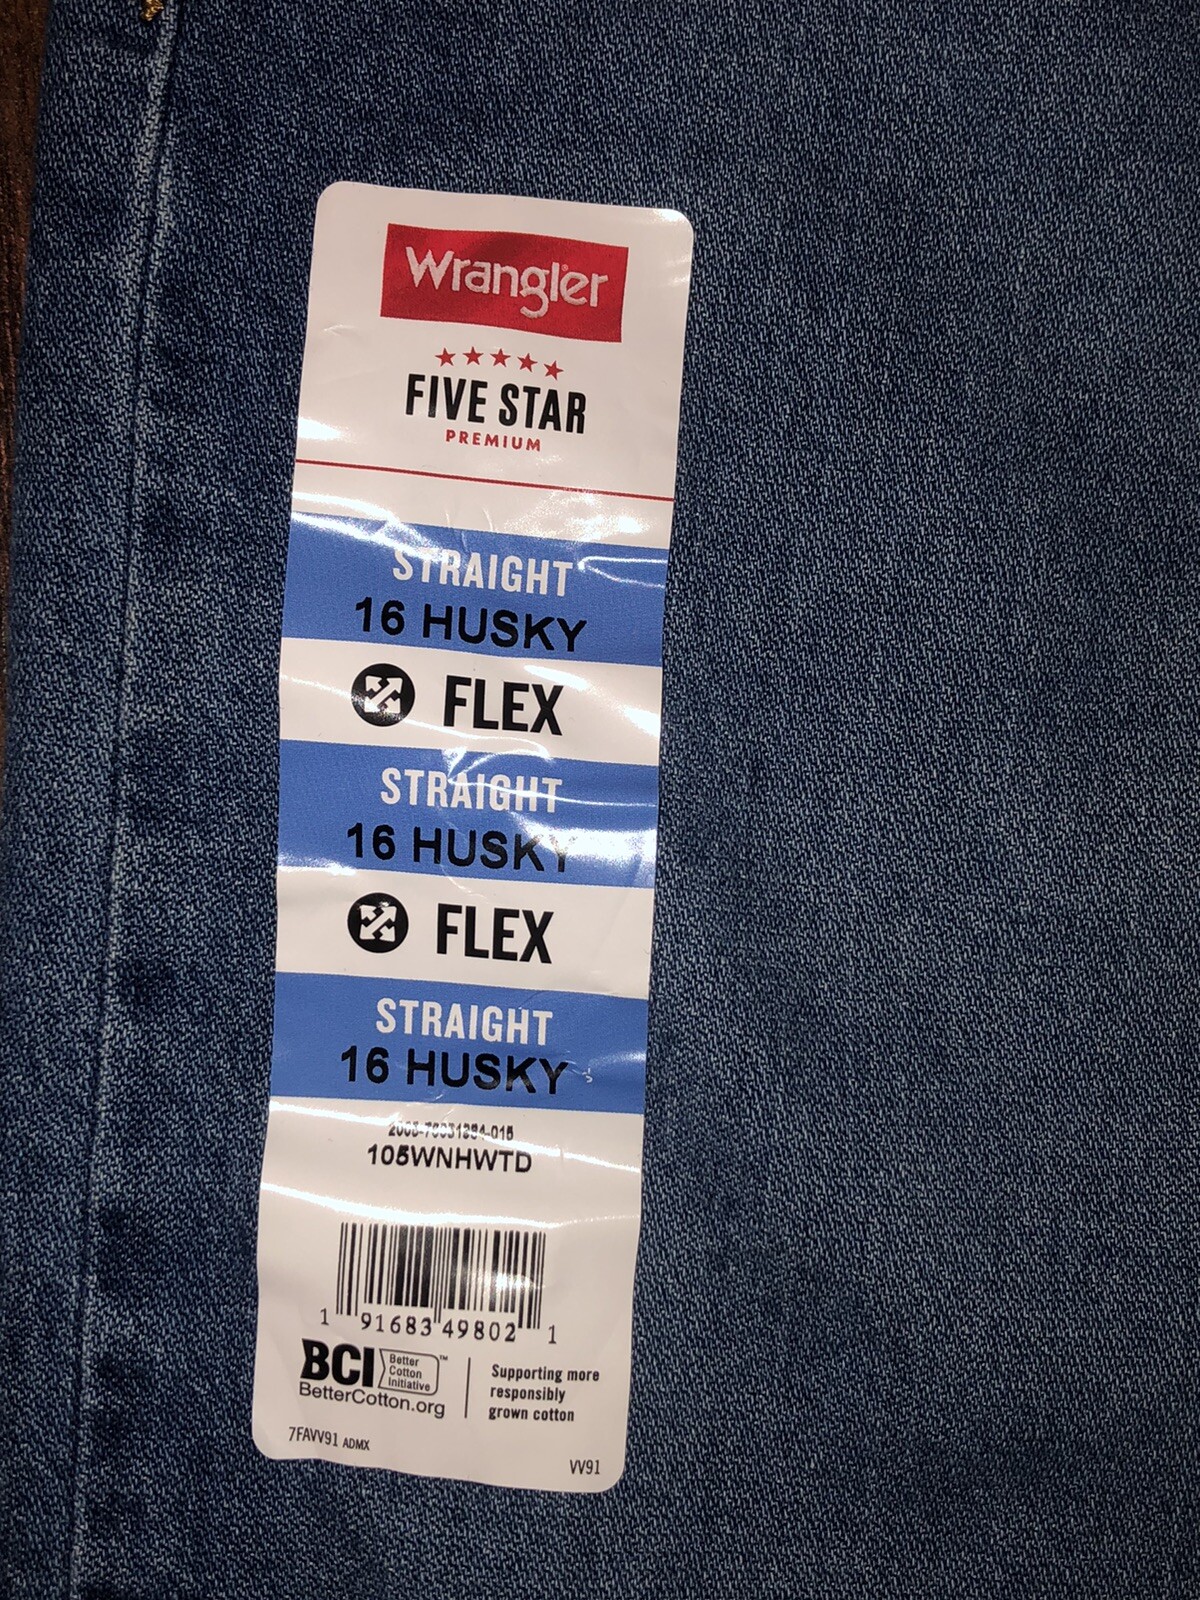 Wrangler
FIVE STAR
PREMIUM
STRAIGHT
16 HUSKY
FLEX
STRAIGHT
16 HUSKY
FLEX
STRAIGHT
16 HUSKY
105WNHWTD
1 91683 49802 1
BCI Better Cotton Initiative™
BetterCotton.org
Supporting more
responsibly
grown cotton
7FAVV91 ADMX
VV91